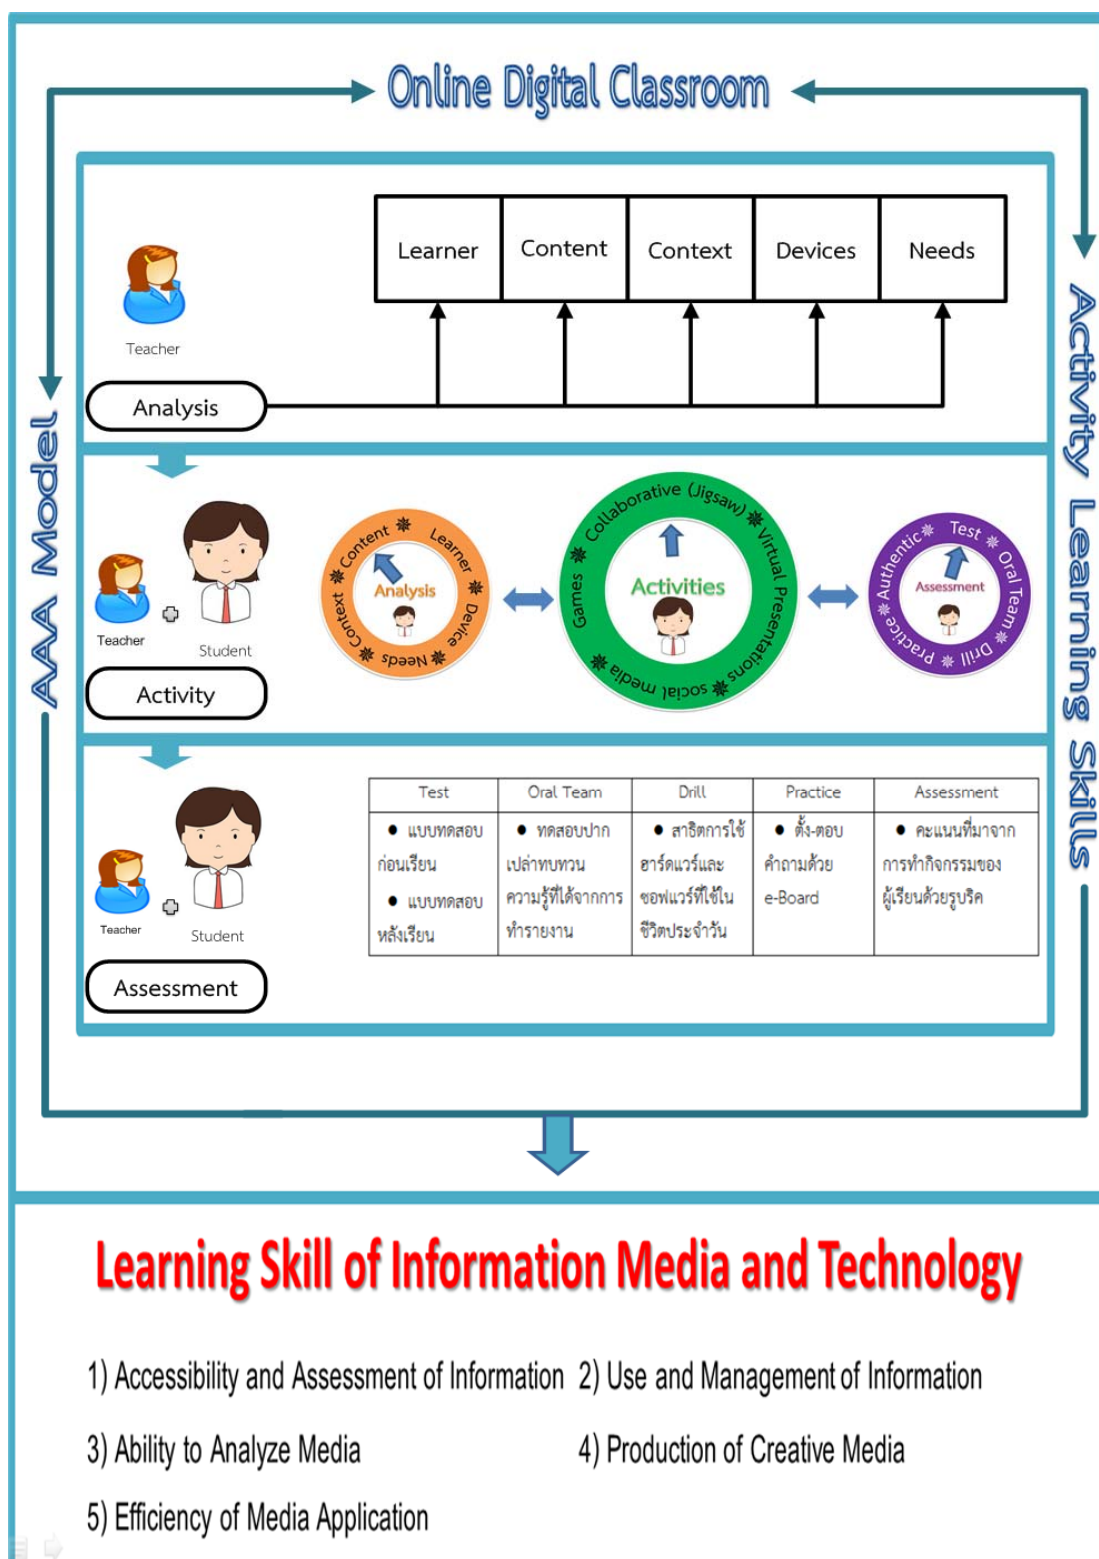 Online Digital Classroom
AAA Model
Activity Learning Skills
Learner Content Context Devices Needs
Teacher
Analysis
Content ✵ Learner ✵ Device ✵ Needs ✵ Context ✵
Analysis
Collaborative (Jigsaw) ✵ Virtual Presentations ✵ social media ✵ Games ✵
Activities
Test ✵ Oral Team ✵ Drill ✵ Practice ✵ Authentic ✵
Assessment
Teacher
Student
Activity
Teacher
Student
Assessment
Test Oral Team Drill Practice Assessment
● แบบทดสอบ
ก่อนเรียน
● แบบทดสอบ
หลังเรียน
● ทดสอบปาก
เปล่าทบทวน
ความรู้ที่ได้จากการ
ทำรายงาน
● สาธิตการใช้
ฮาร์ดแวร์และ
ซอฟแวร์ที่ใช้ใน
ชีวิตประจำวัน
● ตั้ง-ตอบ
คำถามด้วย
e-Board
● คะแนนที่มาจาก
การทำกิจกรรมของ
ผู้เรียนด้วยรูบริค
Learning Skill of Information Media and Technology
1) Accessibility and Assessment of Information 2) Use and Management of Information
3) Ability to Analyze Media 4) Production of Creative Media
5) Efficiency of Media Application